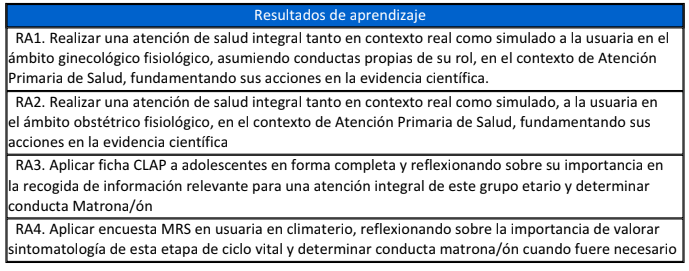 Resultados de aprendizaje
RA1. Realizar una atención de salud integral tanto en contexto real como simulado a la usuaria en el
ámbito ginecológico fisiológico, asumiendo conductas propias de su rol, en el contexto de Atención
Primaria de Salud, fundamentando sus acciones en la evidencia científica.
RA2. Realizar una atención de salud integral tanto en contexto real como simulado, a la usuaria en
el ámbito obstétrico fisiológico, en el contexto de Atención Primaria de Salud, fundamentando sus
acciones en la evidencia científica
RA3. Aplicar ficha CLAP a adolescentes en forma completa y reflexionando sobre su importancia en
la recogida de información relevante para una atención integral de este grupo etario y determinar
conducta Matrona/ón
RA4. Aplicar encuesta MRS en usuaria en climaterio, reflexionando sobre la importancia de valorar
sintomatología de esta etapa de ciclo vital y determinar conducta matrona/ón cuando fuere necesario